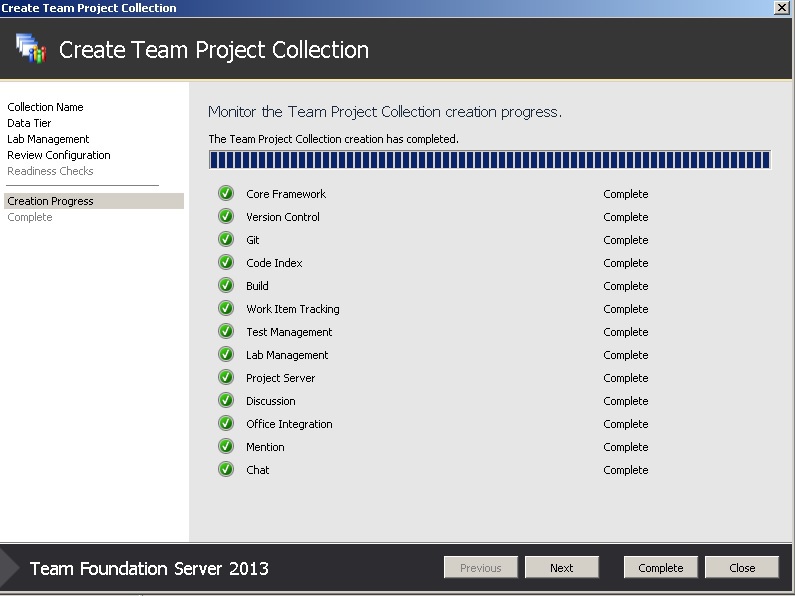 Create Team Project Collection
Create Team Project Collection
Collection Name
Data Tier
Lab Management
Review Configuration
Readiness Checks
Creation Progress
Complete
Monitor the Team Project Collection creation progress.
The Team Project Collection creation has completed.
Core Framework Complete
Version Control Complete
Git Complete
Code Index Complete
Build Complete
Work Item Tracking Complete
Test Management Complete
Lab Management Complete
Project Server Complete
Discussion Complete
Office Integration Complete
Mention Complete
Chat Complete
Team Foundation Server 2013
Previous Next Complete Close